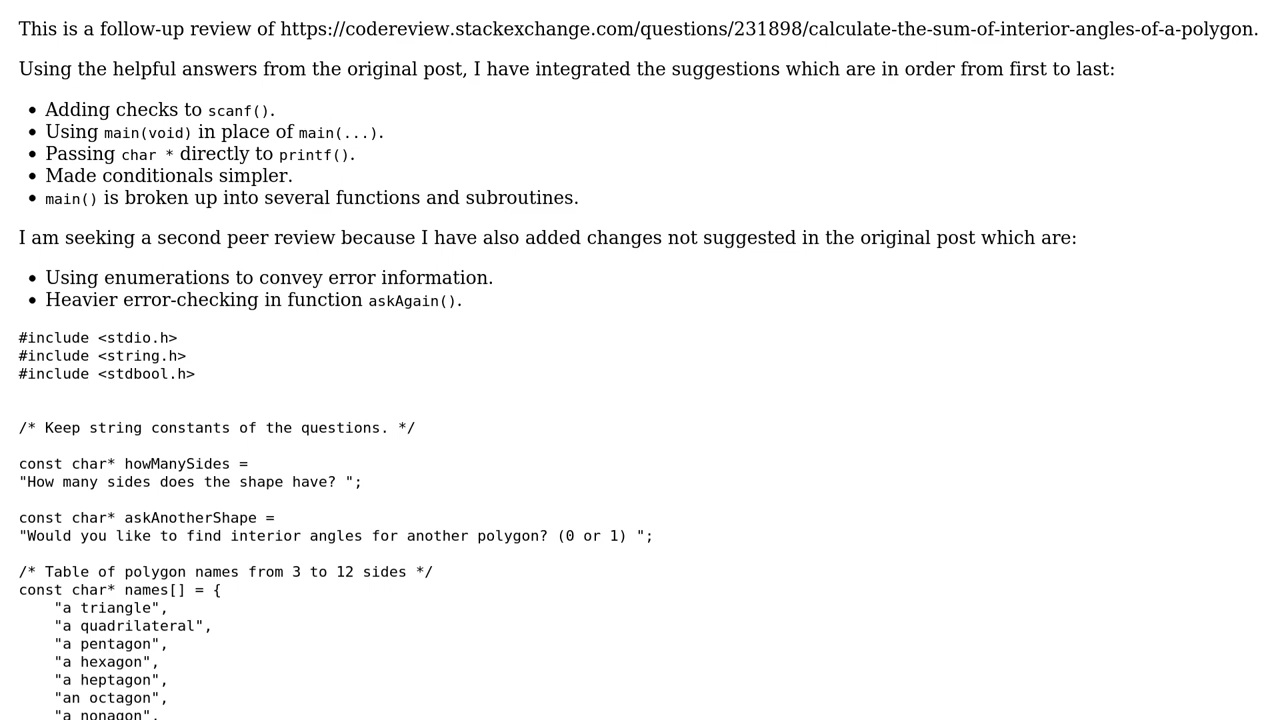 This is a follow-up review of https://codereview.stackexchange.com/questions/231898/calculate-the-sum-of-interior-angles-of-a-polygon.
Using the helpful answers from the original post, I have integrated the suggestions which are in order from first to last:
• Adding checks to scanf().
• Using main(void) in place of main(...).
• Passing char * directly to printf().
• Made conditionals simpler.
• main() is broken up into several functions and subroutines.
I am seeking a second peer review because I have also added changes not suggested in the original post which are:
• Using enumerations to convey error information.
• Heavier error-checking in function askAgain().
#include <stdio.h>
#include <string.h>
#include <stdbool.h>
/* Keep string constants of the questions. */
const char* howManySides =
"How many sides does the shape have? ";
const char* askAnotherShape =
"Would you like to find interior angles for another polygon? (0 or 1) ";
/* Table of polygon names from 3 to 12 sides */
const char* names[] = {
    "a triangle",
    "a quadrilateral",
    "a pentagon",
    "a hexagon",
    "a heptagon",
    "an octagon",
    "a nonagon",